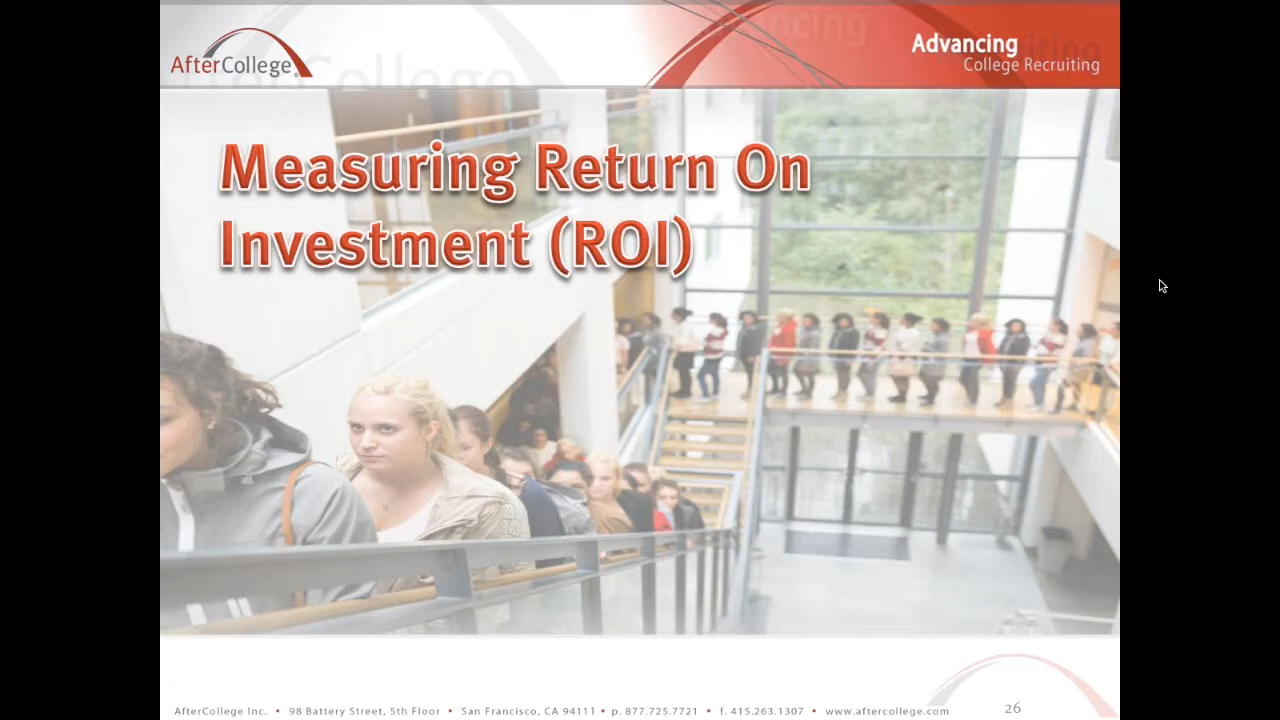 AfterCollege.
Advancing
College Recruiting
Measuring Return On
Investment (ROI)
AfterCollege Inc. • 98 Battery Street, 5th Floor • San Francisco, CA 94111 • p. 877.725.7721 • f. 415.263.1307 • www.aftercollege.com
26